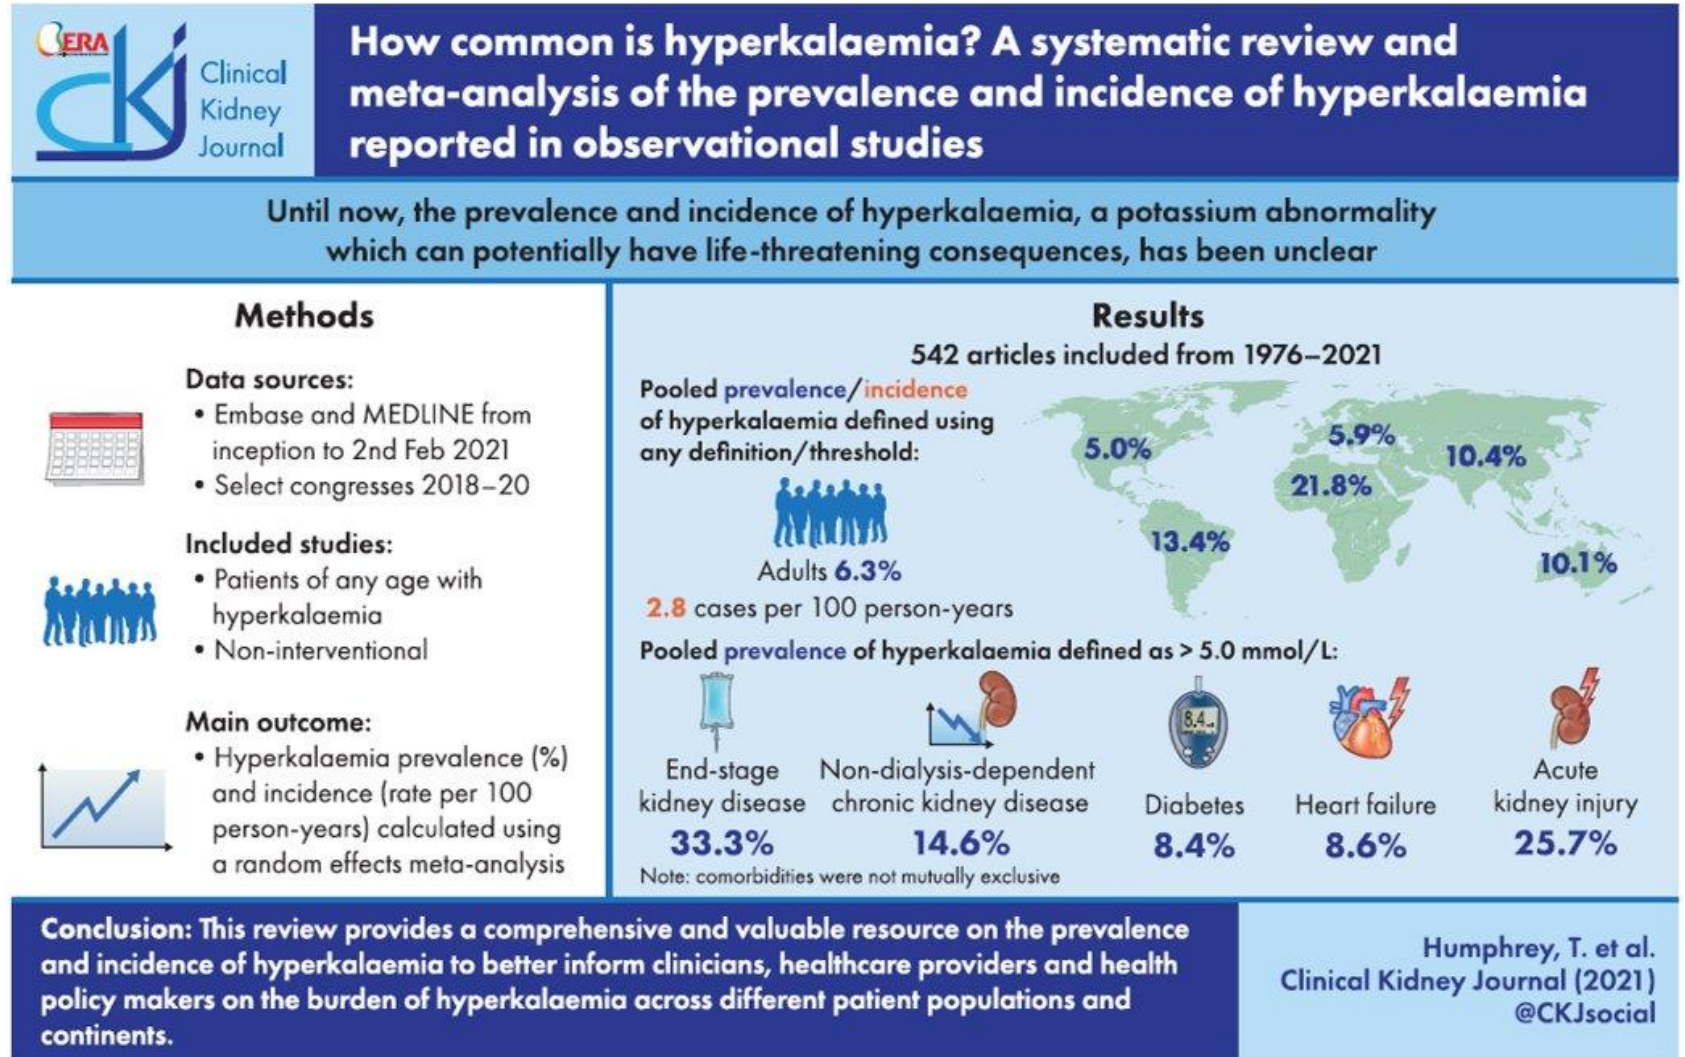 ERA
ckj
Clinical
Kidney
Journal
How common is hyperkalaemia? A systematic review and
meta-analysis of the prevalence and incidence of hyperkalaemia
reported in observational studies
Until now, the prevalence and incidence of hyperkalaemia, a potassium abnormality
which can potentially have life-threatening consequences, has been unclear
Methods
Data sources:
• Embase and MEDLINE from
inception to 2nd Feb 2021
• Select congresses 2018–20
Included studies:
• Patients of any age with
hyperkalaemia
• Non-interventional
Main outcome:
• Hyperkalaemia prevalence (%)
and incidence (rate per 100
person-years) calculated using
a random effects meta-analysis
Results
542 articles included from 1976–2021
Pooled prevalence/incidence
of hyperkalaemia defined using
any definition/threshold:
Adults 6.3%
2.8 cases per 100 person-years
5.0%
5.9%
10.4%
21.8%
13.4%
10.1%
Pooled prevalence of hyperkalaemia defined as > 5.0 mmol/L:
8.4
End-stage
kidney disease
33.3%
Non-dialysis-dependent
chronic kidney disease
14.6%
Diabetes
8.4%
Heart failure
8.6%
Acute
kidney injury
25.7%
Note: comorbidities were not mutually exclusive
Conclusion: This review provides a comprehensive and valuable resource on the prevalence
and incidence of hyperkalaemia to better inform clinicians, healthcare providers and health
policy makers on the burden of hyperkalaemia across different patient populations and
continents.
Humphrey, T. et al.
Clinical Kidney Journal (2021)
@CKJsocial